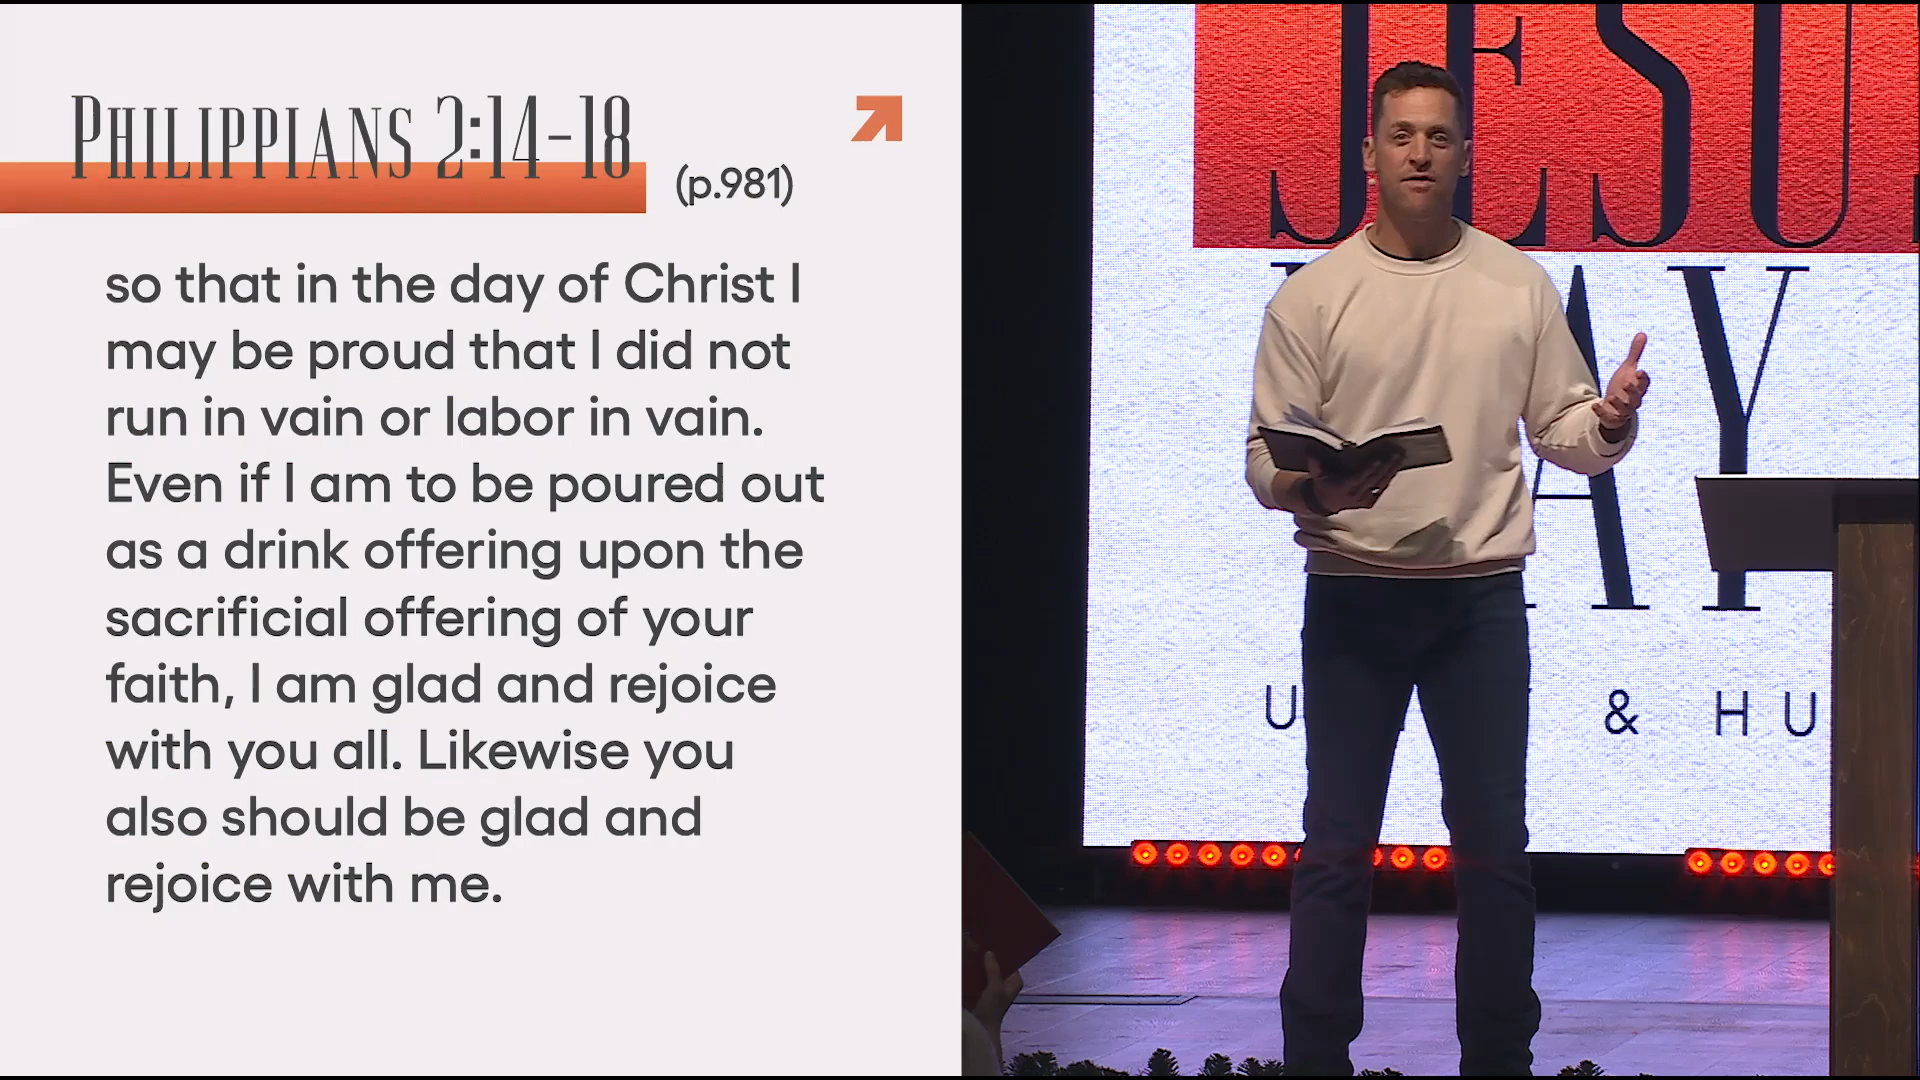 PHILIPPIANS 2:14-18
(p.981)
so that in the day of Christ I
may be proud that I did not
run in vain or labor in vain.
Even if I am to be poured out
as a drink offering upon the
sacrificial offering of your
faith, I am glad and rejoice
with you all. Likewise you
also should be glad and
rejoice with me.
JESU
AY
U & HU